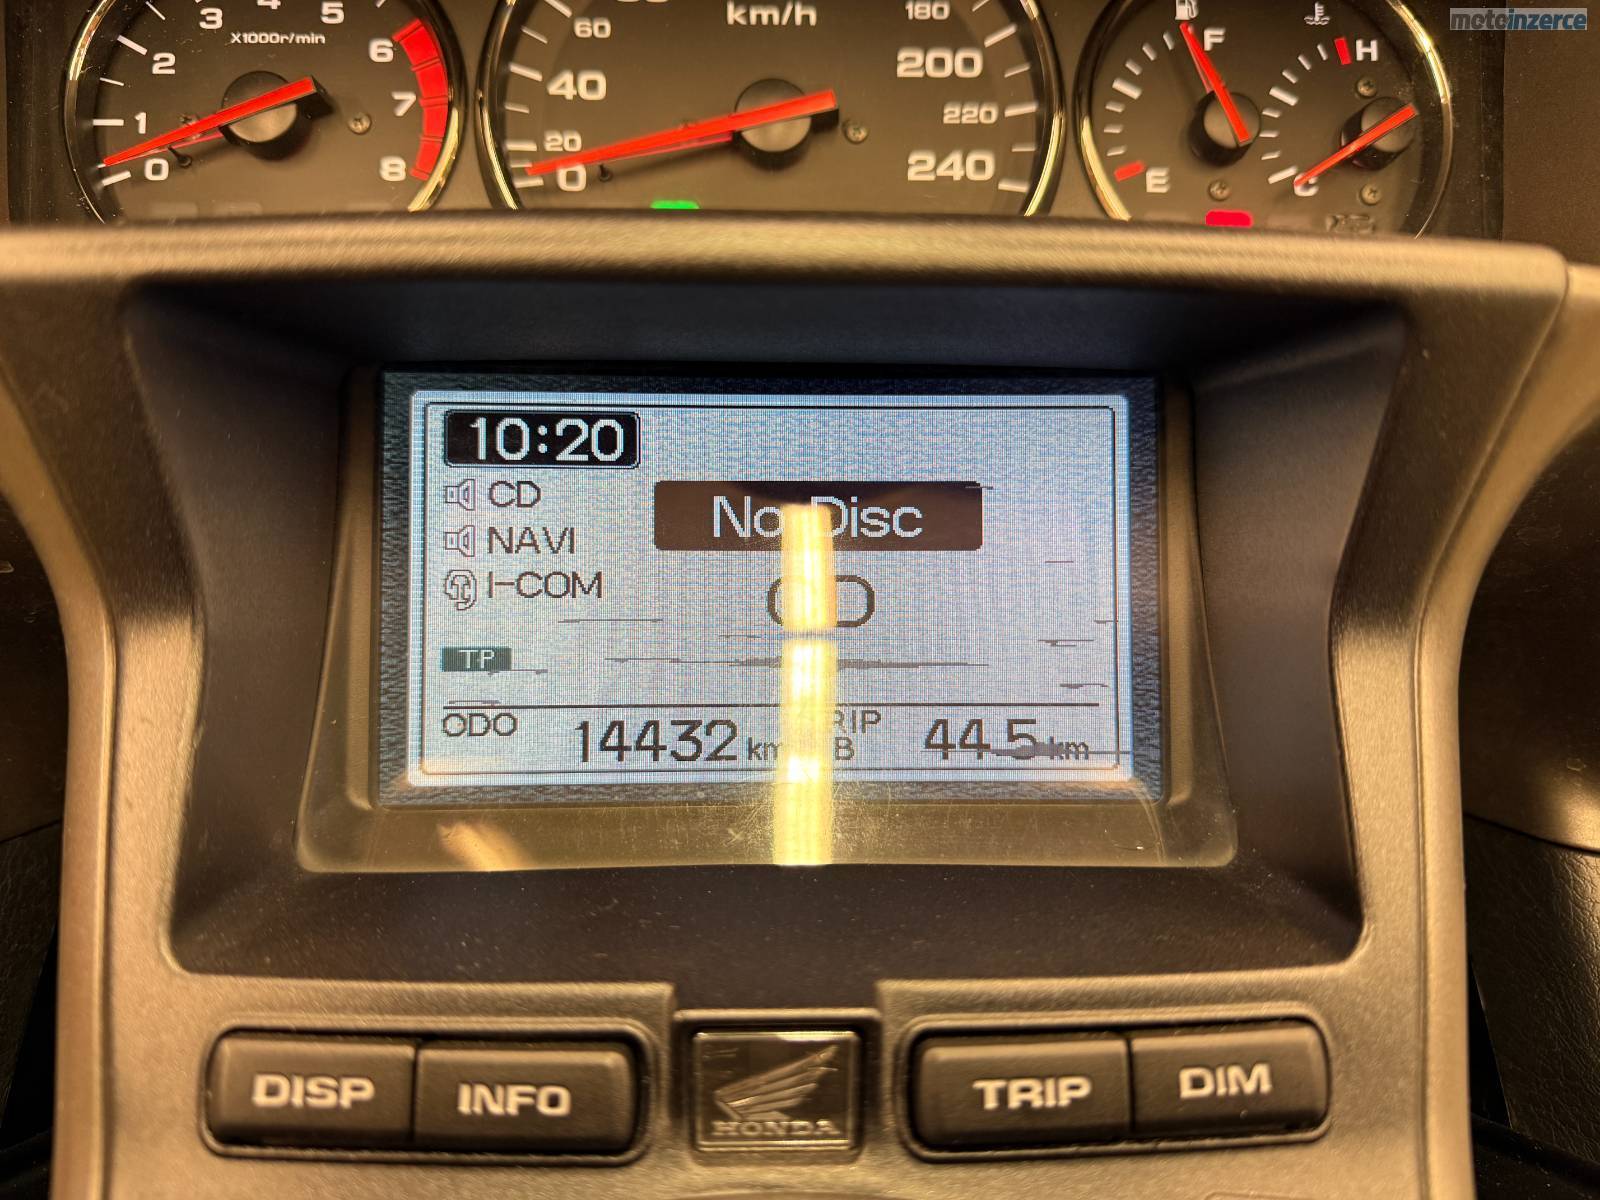 motoinzerce
3 4 5
x1000r/min
2 6
1 7
0 8
km/h
60 180
40 200
20 220
0 240
F H
E C
10:20
CD
No Disc
NAVI
I-COM
TP
ODO 14432 km B 44.5 km
DISP INFO HONDA TRIP DIM